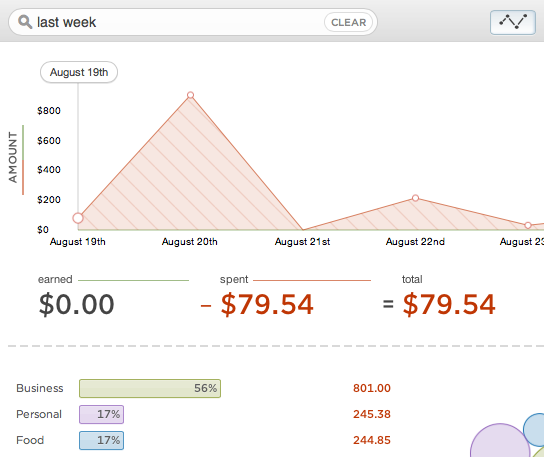 last week CLEAR
August 19th
AMOUNT
$800
$600
$400
$200
$0
August 19th August 20th August 21st August 22nd August 23
earned spent total
$0.00 – $79.54 = $79.54
Business 56% 801.00
Personal 17% 245.38
Food 17% 244.85